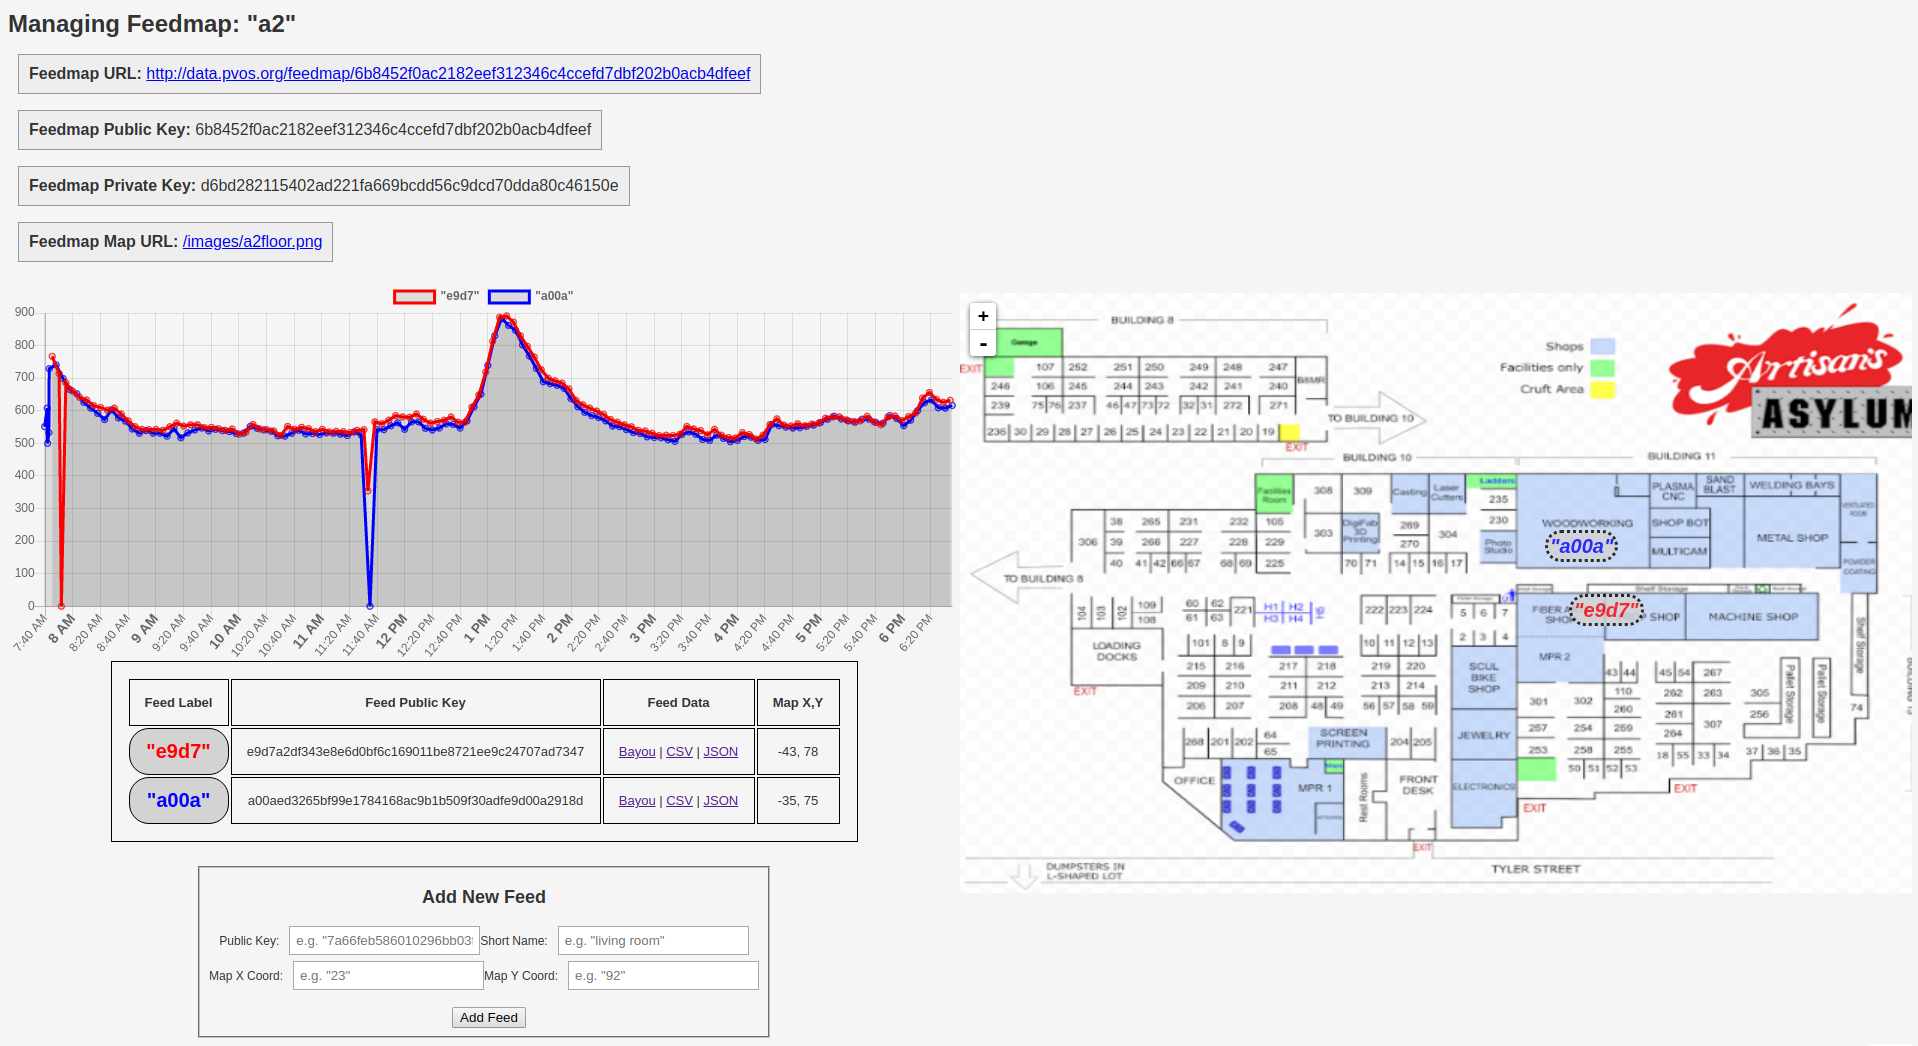 Managing Feedmap: "a2"
Feedmap URL: http://data.pvos.org/feedmap/6b8452f0ac2182eef312346c4ccefd7dbf202b0acb4dfeef
Feedmap Public Key: 6b8452f0ac2182eef312346c4ccefd7dbf202b0acb4dfeef
Feedmap Private Key: d6bd282115402ad221fa669bcdd56c9dcd70dda80c46150e
Feedmap Map URL: /images/a2floor.png
"e9d7" "a00a"
900
800
700
600
500
400
300
200
100
0
7:40 AM 8 AM 8:20 AM 8:40 AM 9 AM 9:20 AM 9:40 AM 10 AM 10:20 AM 10:40 AM 11 AM 11:20 AM 11:40 AM 12 PM 12:20 PM 12:40 PM 1 PM 1:20 PM 1:40 PM 2 PM 2:20 PM 2:40 PM 3 PM 3:20 PM 3:40 PM 4 PM 4:20 PM 4:40 PM 5 PM 5:20 PM 5:40 PM 6 PM 6:20 PM
Feed Label Feed Public Key Feed Data Map X,Y
"e9d7" e9d7a2df343e8e6d0bf6c169011be8721ee9c24707ad7347 Bayou | CSV | JSON -43, 78
"a00a" a00aed3265bf99e1784168ac9b1b509f30adfe9d00a2918d Bayou | CSV | JSON -35, 75
Add New Feed
Public Key: e.g. "7a66feb586010296bb03 Short Name: e.g. "living room"
Map X Coord: e.g. "23" Map Y Coord: e.g. "92"
Add Feed
+
-
BUILDING 8
Garage
EXIT 107 252 251 250 249 248 247
246 106 245 244 243 242 241 240 B8MR
239 75 76 237 46 47 73 72 32 31 272 271
236 30 29 28 27 26 25 24 23 22 21 20 19
EXIT
TO BUILDING 10
Shops
Facilities only
Cruft Area
Artisan's
ASYLUM
BUILDING 10 BUILDING 11
Facilities Room 308 309 Casting Laser Cutters Ladders
235
PLASMA CNC SAND BLAST WELDING BAYS
VENTILATED ROOM
306 38 265 231 232 105 303 DigiFab 3D Printing 269 304 230 WOODWORKING SHOP BOT METAL SHOP
39 266 227 228 229 270 Photo Studio "a00a" MULTICAM
40 41 42 66 67 68 69 225 70 71 14 15 16 17 POWDER COATING
TO BUILDING 8
Shelf Storage
104 103 102 109 60 62 221 H1 H2 H5 222 223 224 5 6 7 FIBER "e9d7" SHOP MACHINE SHOP
108 61 63 H3 H4
LOADING DOCKS 101 8 9 10 11 12 13 2 3 4
215 216 217 218 219 220 SCUL BIKE SHOP MPR 2 43 44 45 54 267
EXIT 209 210 211 212 213 214 110 262 263 305
206 207 208 48 49 56 57 58 59 301 302 260 261 307 256 74
Pallet Storage Pallet Storage Shelf Storage
268 201 202 64 SCREEN PRINTING 204 205 JEWELRY 257 254 259 264
65 253 258 255 18 55 33 34 37 36 35
OFFICE MPR 1 Rest Rooms FRONT DESK ELECTRONICS 50 51 52 53
KITCHEN EXIT EXIT
EXIT
DUMPSTERS IN
L-SHAPED LOT
TYLER STREET